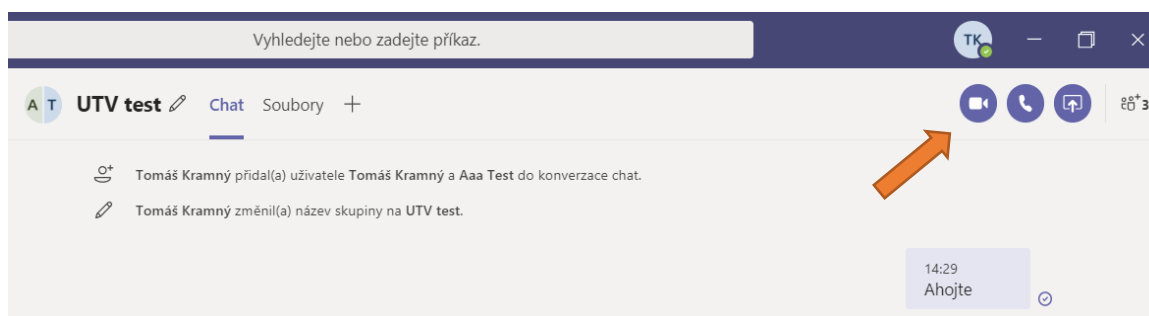 Vyhledejte nebo zadejte příkaz.
TK
A T UTV test Chat Soubory
3
Tomáš Kramný přidal(a) uživatele Tomáš Kramný a Aaa Test do konverzace chat.
Tomáš Kramný změnil(a) název skupiny na UTV test.
14:29
Ahojte